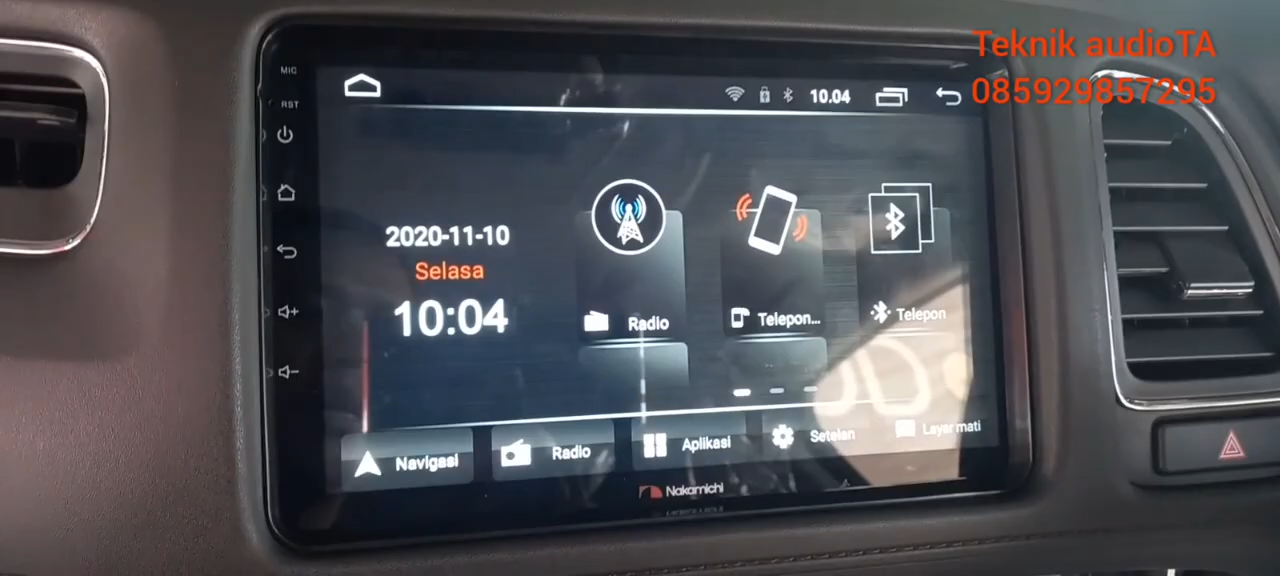 Teknik audioTA
085929857295
MIC
RST
10.04
2020-11-10
Selasa
10:04
Radio
Telepon...
Telepon
Navigasi
Radio
Aplikasi
Setelan
Layar mati
Nakamichi